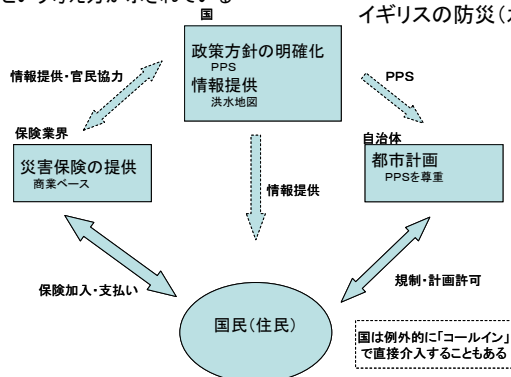 国
イギリスの防災(
政策方針の明確化
PPS
情報提供
洪水地図
情報提供・官民協力
PPS
保険業界
災害保険の提供
商業ベース
自治体
都市計画
PPSを尊重
情報提供
保険加入・支払い
規制・計画許可
国民(住民)
国は例外的に「コールイン」
で直接介入することもある